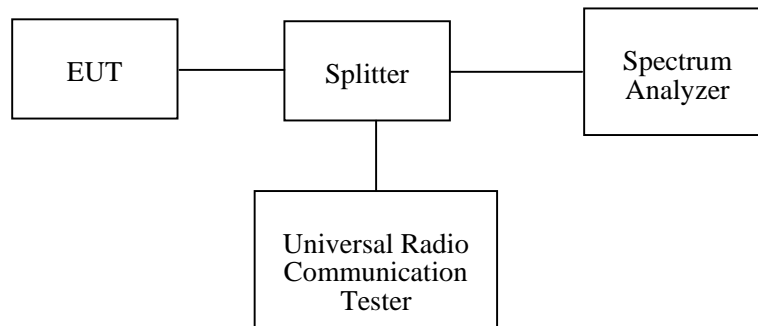 EUT
Splitter
Spectrum
Analyzer
Universal Radio
Communication
Tester